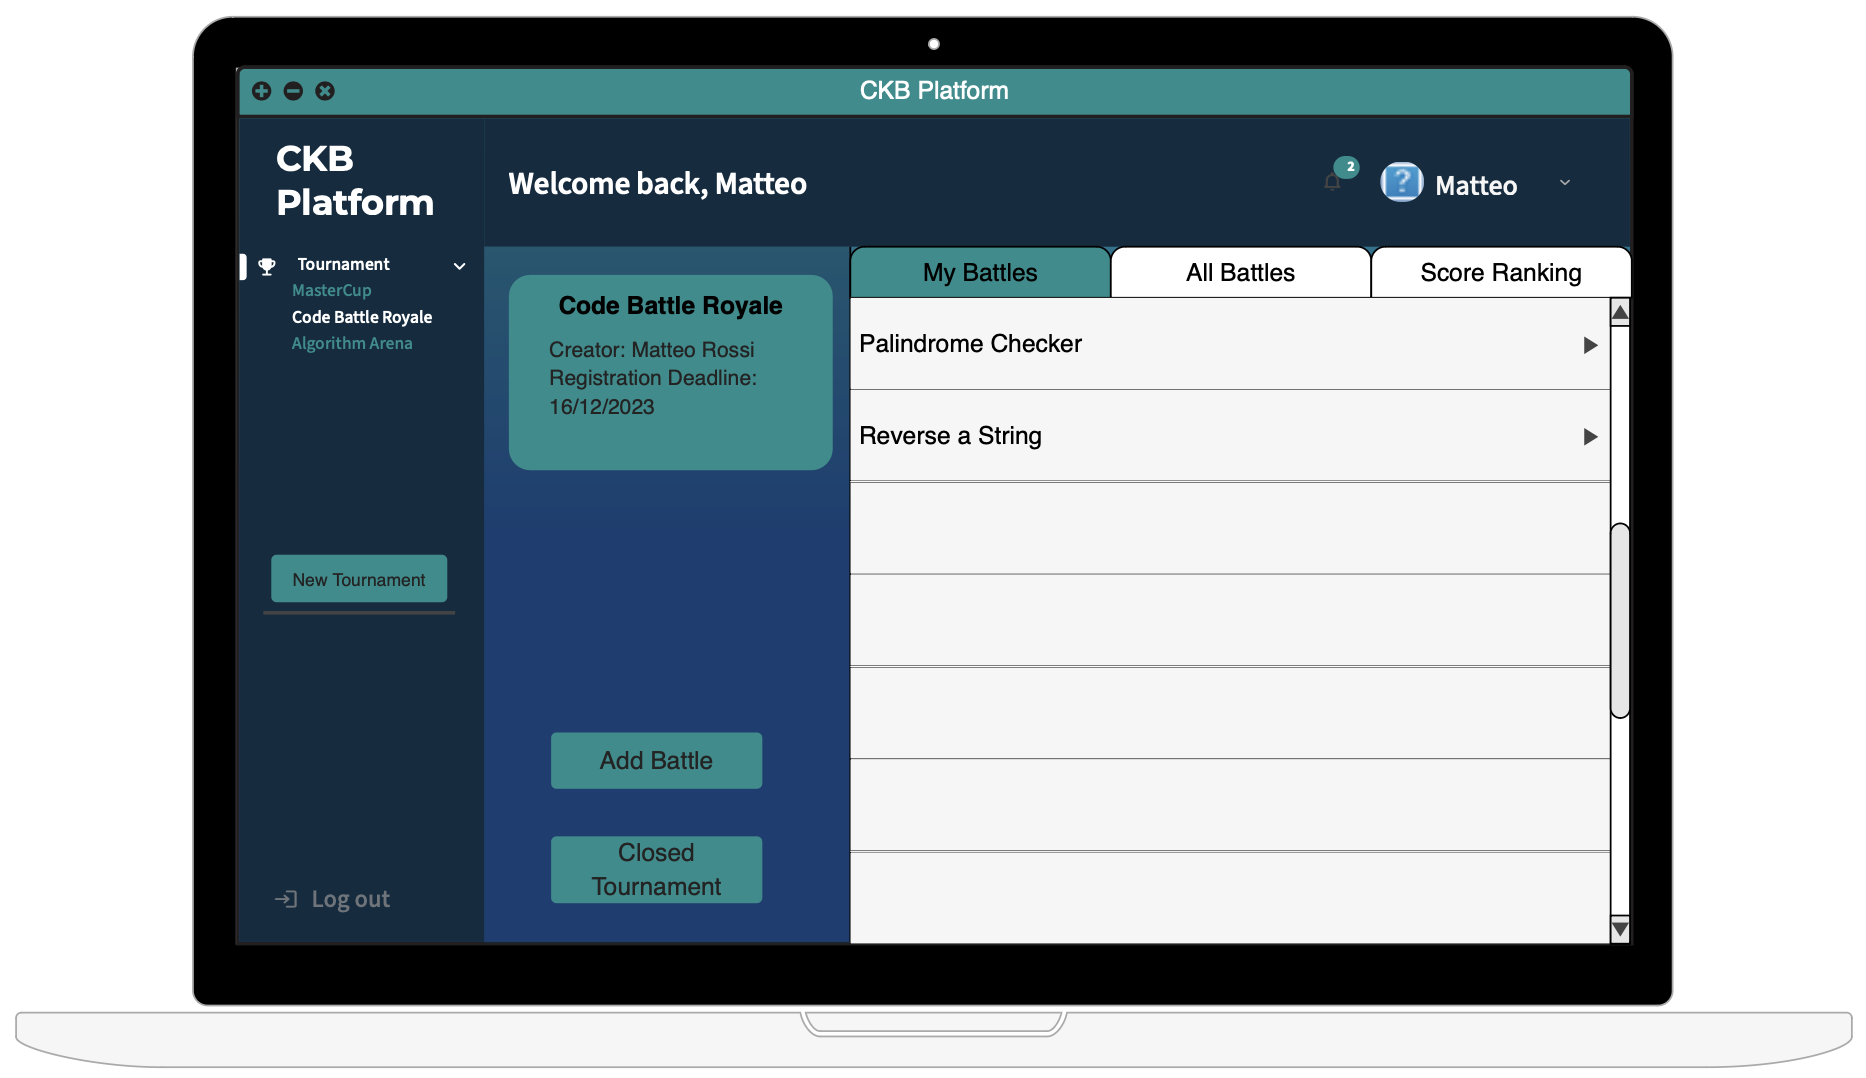 CKB Platform
CKB
Platform
Welcome back, Matteo
2
?
Matteo
Tournament
MasterCup
Code Battle Royale
Algorithm Arena
New Tournament
Log out
Code Battle Royale
Creator: Matteo Rossi
Registration Deadline:
16/12/2023
Add Battle
Closed
Tournament
My Battles
All Battles
Score Ranking
Palindrome Checker
Reverse a String